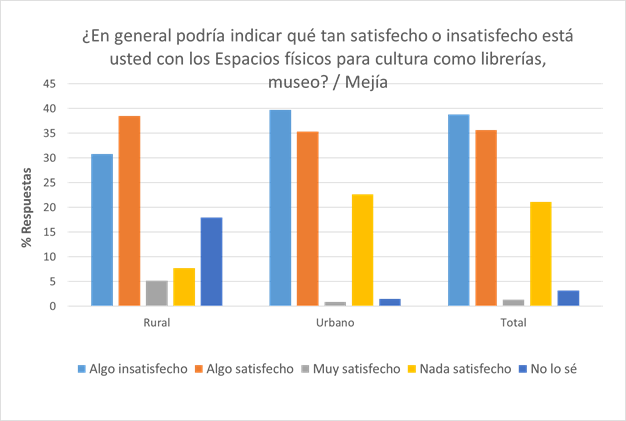 ¿En general podría indicar qué tan satisfecho o insatisfecho está
usted con los Espacios físicos para cultura como librerías,
museo? / Mejía
% Respuestas
45
40
35
30
25
20
15
10
5
0
Rural Urbano Total
Algo insatisfecho Algo satisfecho Muy satisfecho Nada satisfecho No lo sé